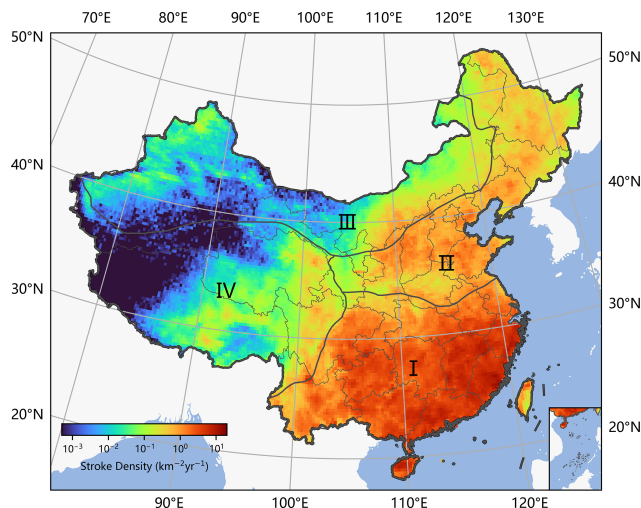 70°E 80°E 90°E 100°E 110°E 120°E 130°E
50°N 50°N
40°N 40°N
III
II
30°N IV 30°N
I
20°N 20°N
10⁻³ 10⁻² 10⁻¹ 10⁰ 10¹
Stroke Density (km⁻²yr⁻¹)
90°E 100°E 110°E 120°E